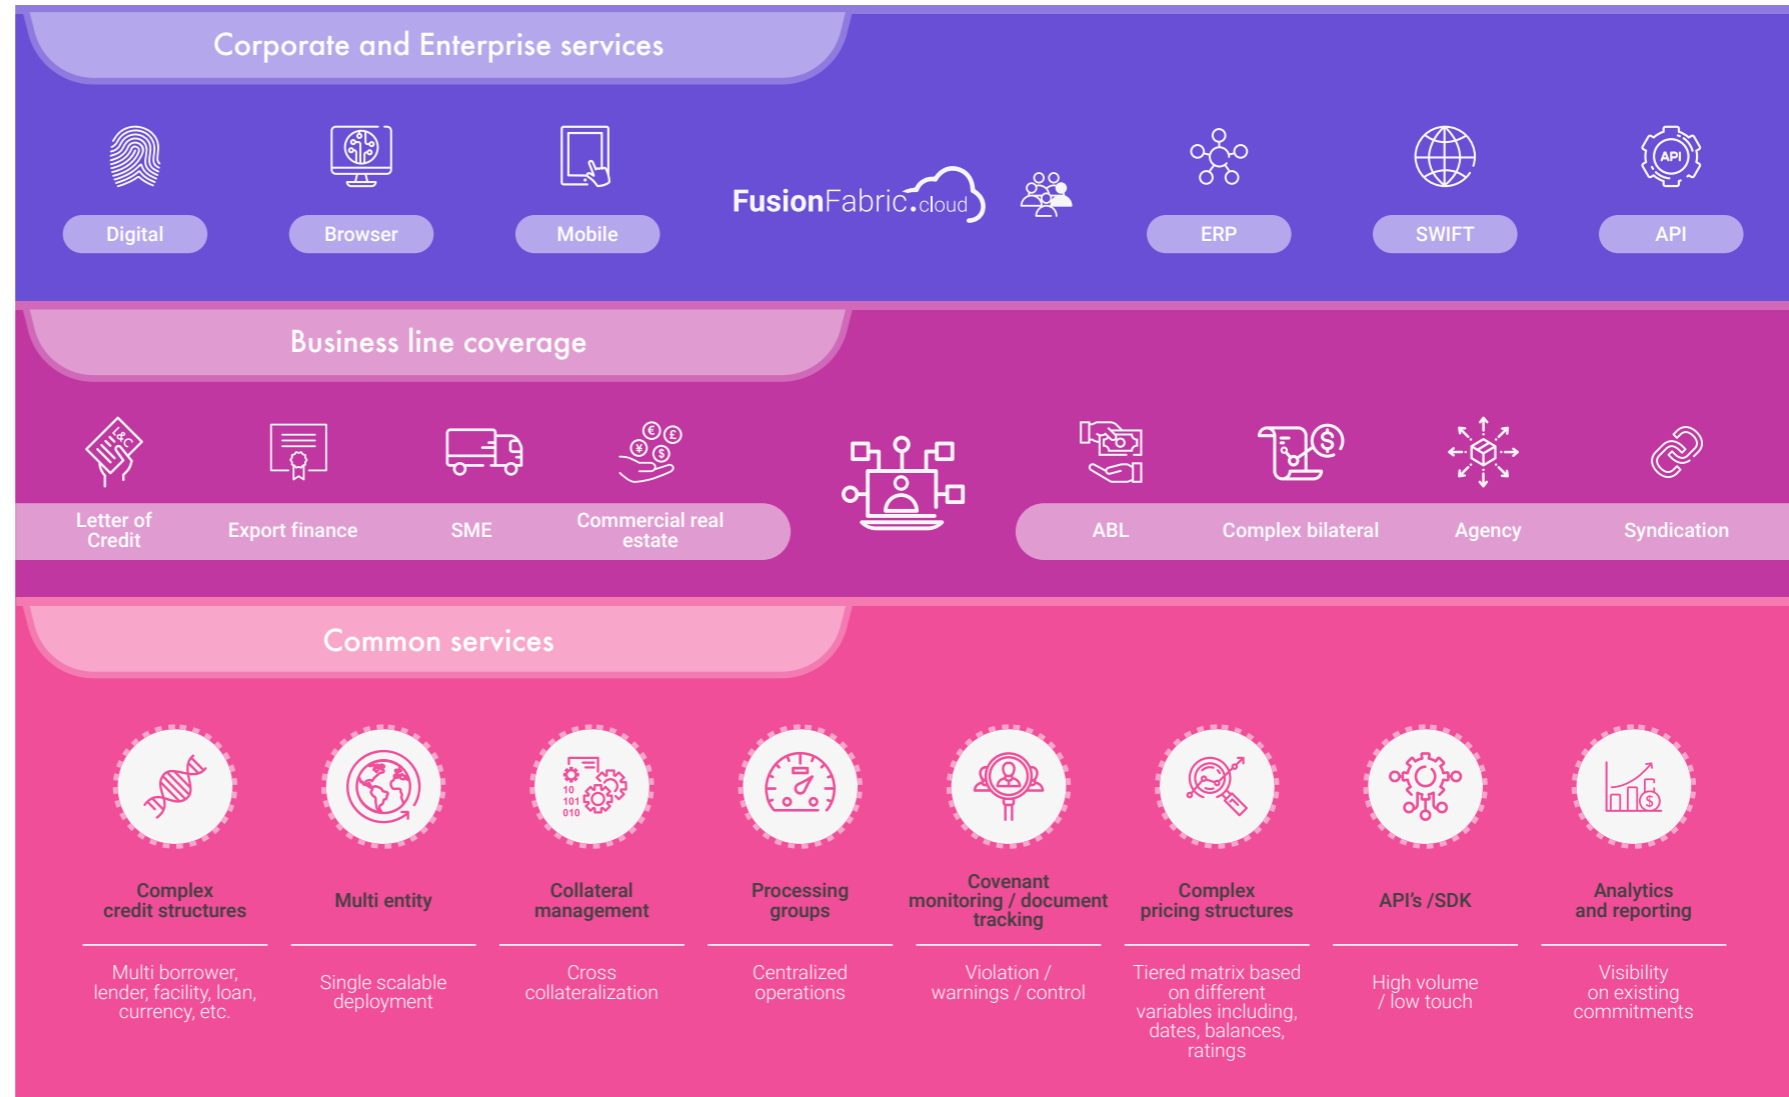 Corporate and Enterprise services
API
FusionFabric.cloud
Digital
Browser
Mobile
ERP
SWIFT
API
Business line coverage
L&C
€
£
¥
$
$
Letter of
Credit
Export finance
SME
Commercial real
estate
ABL
Complex bilateral
Agency
Syndication
Common services
10
101
010
$
Complex
credit structures
Multi entity
Collateral
management
Processing
groups
Covenant
monitoring / document
tracking
Complex
pricing structures
API's /SDK
Analytics
and reporting
Multi borrower,
lender, facility, loan,
currency, etc.
Single scalable
deployment
Cross
collateralization
Centralized
operations
Violation /
warnings / control
Tiered matrix based
on different
variables including,
dates, balances,
ratings
High volume
/ low touch
Visibility
on existing
commitments